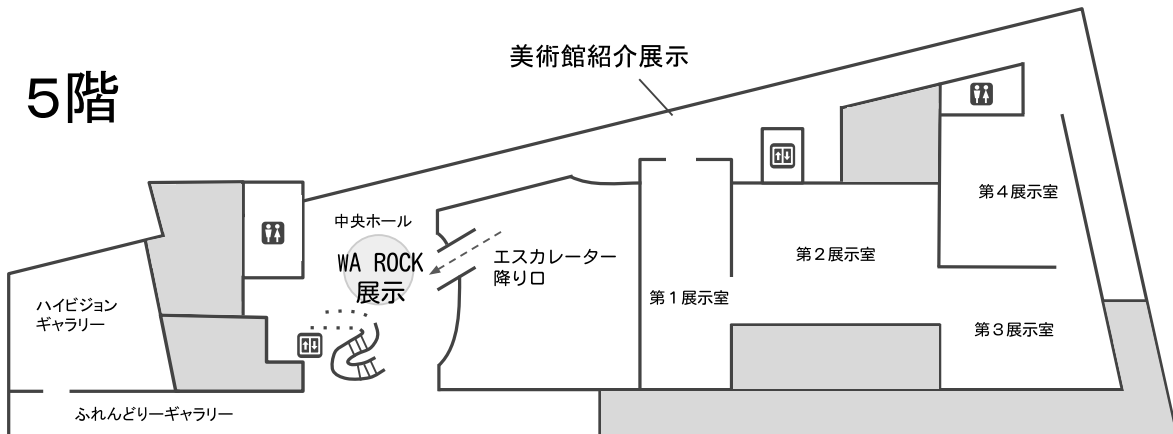 5階
美術館紹介展示
中央ホール
WA ROCK
展示
エスカレーター
降り口
第1展示室
第2展示室
第4展示室
第3展示室
ハイビジョン
ギャラリー
ふれんどりーギャラリー